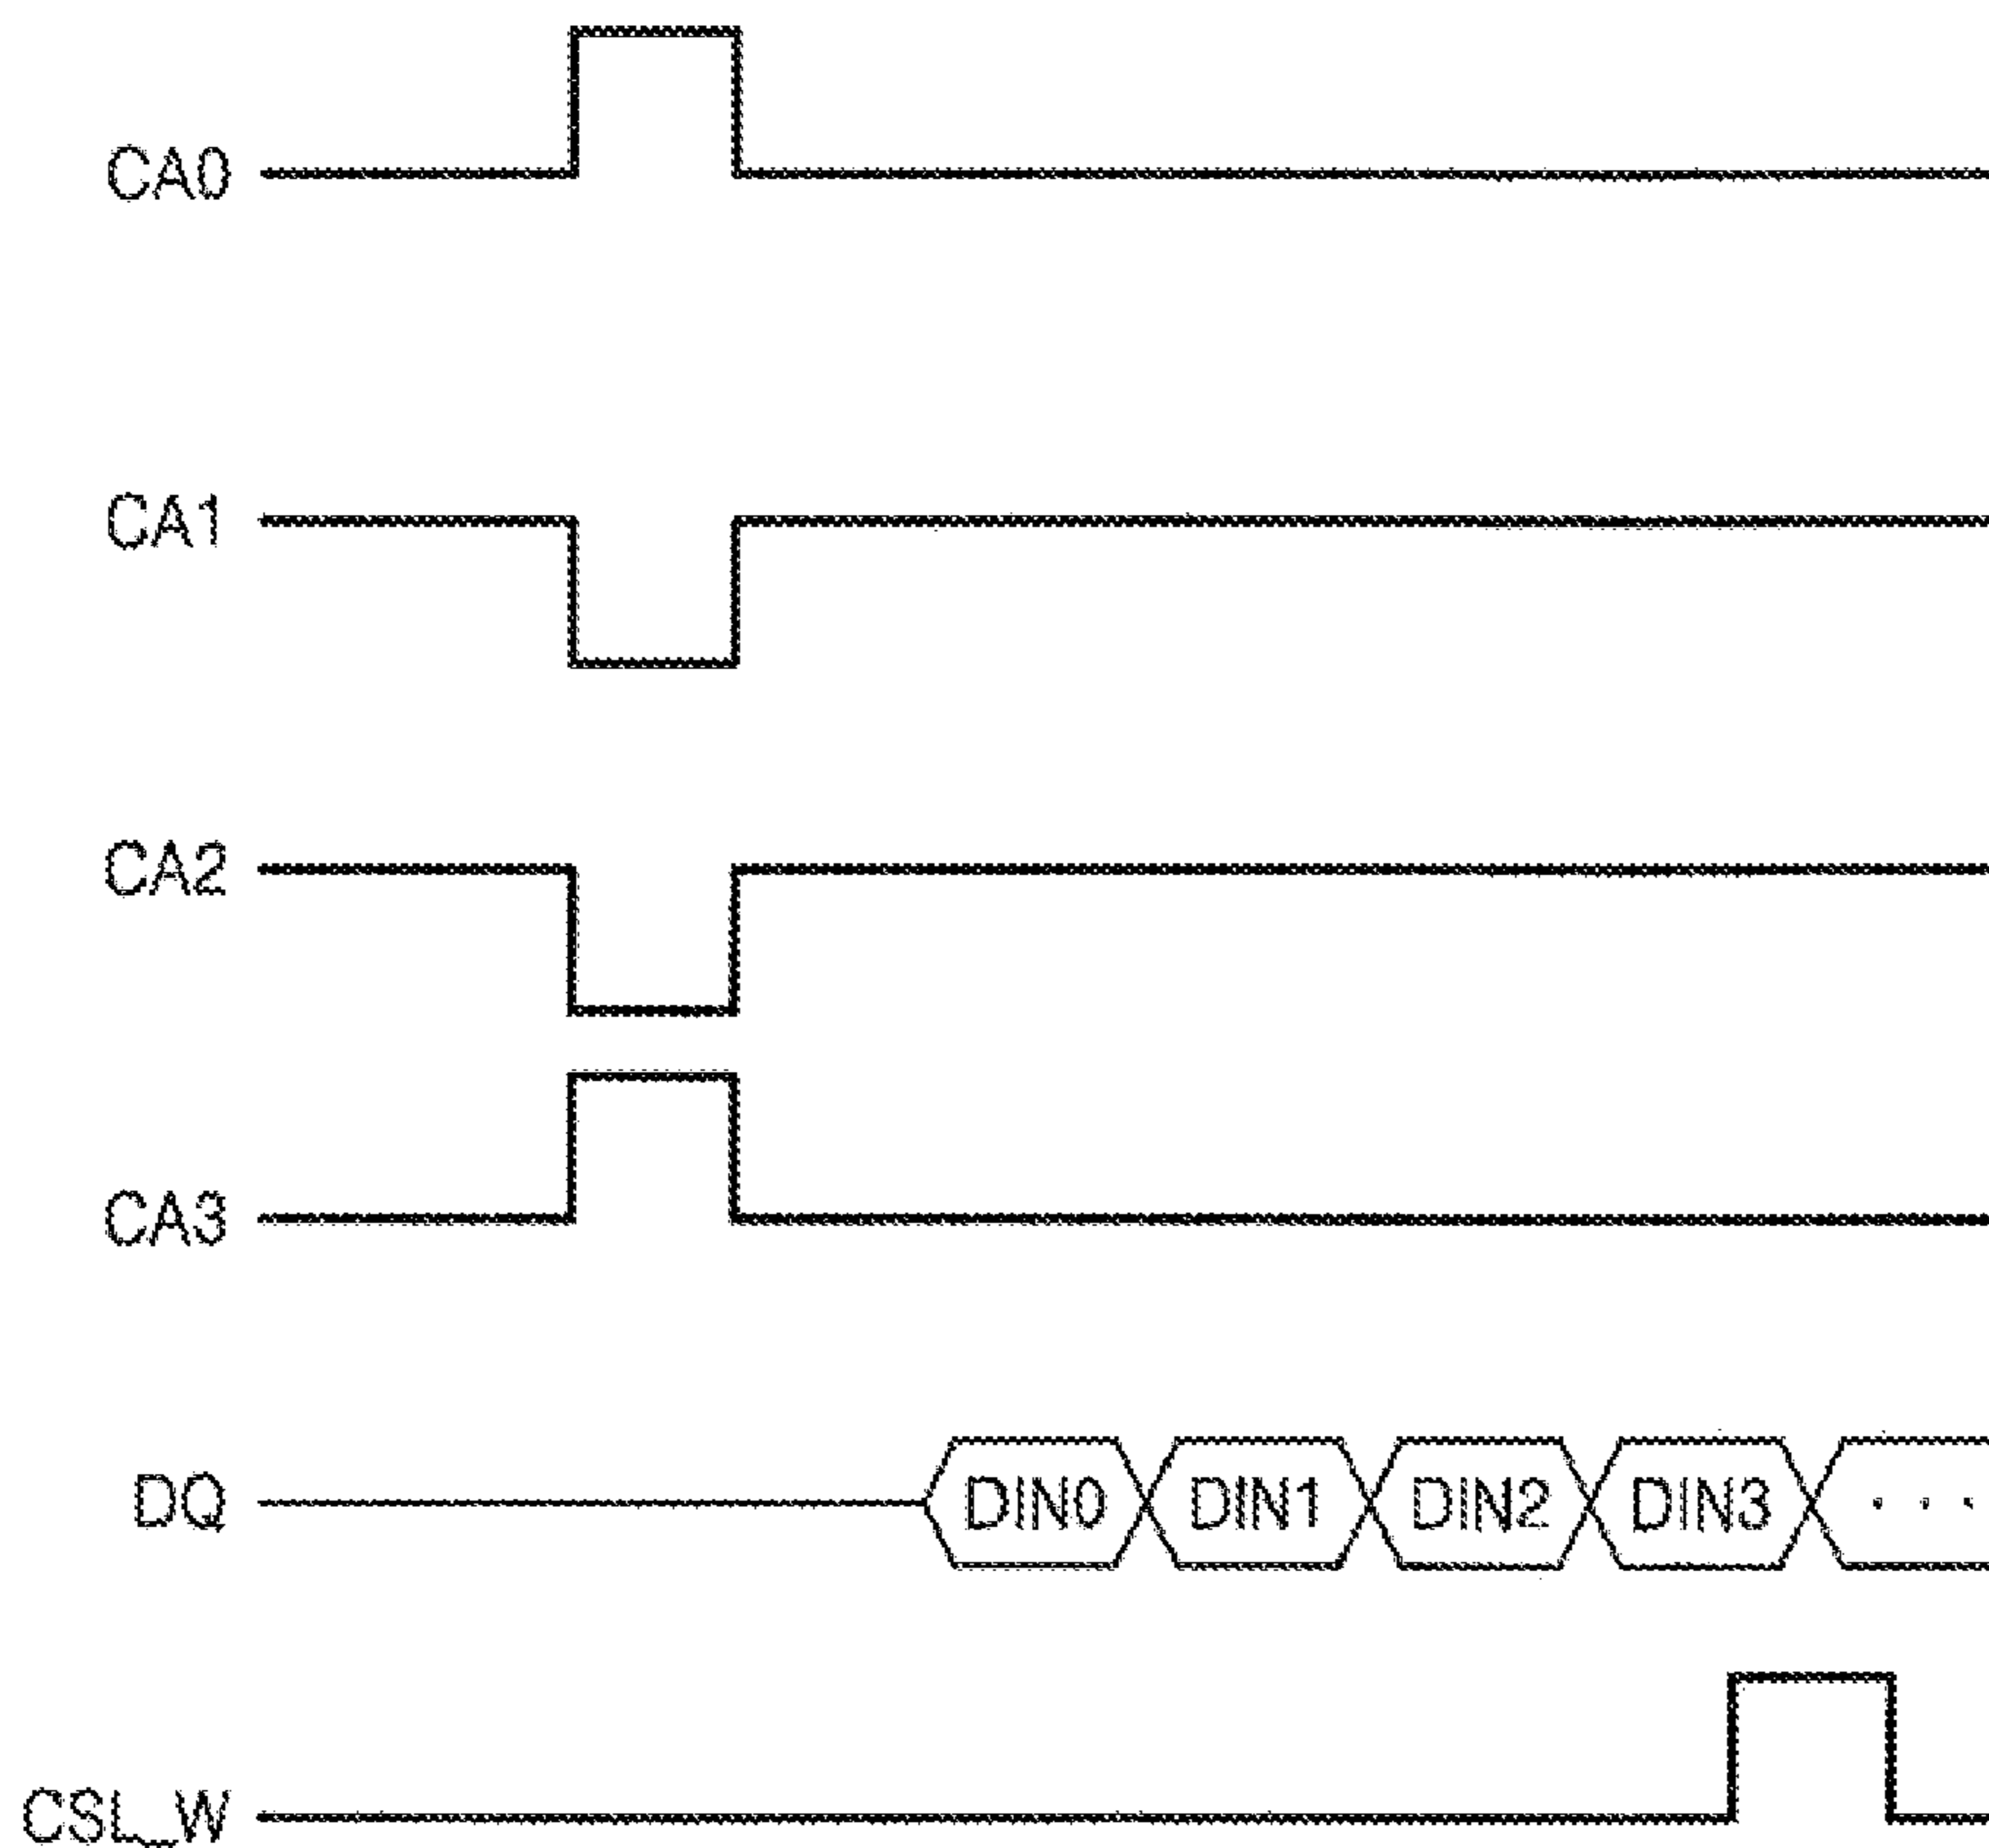 CA0
CA1
CA2
CA3
DQ DIN0 DIN1 DIN2 DIN3 ...
CSL_W